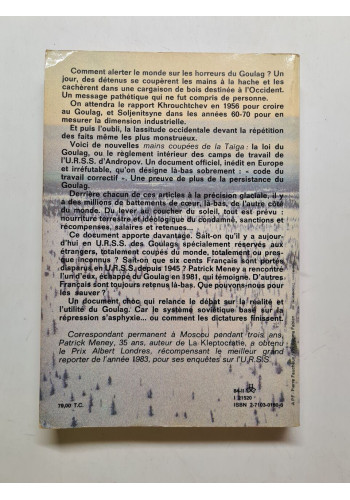 Comment alerter le monde sur les horreurs du Goulag ? Un
jour, des détenus se coupèrent les mains à la hache et les
cachèrent dans une cargaison de bois destinée à l'Occident.
Un message pathétique qui ne fut compris de personne.
On attendra le rapport Khrouchtchev en 1956 pour croire
au Goulag, et Soljenitsyne dans les années 60-70 pour en
mesurer la dimension industrielle.
Et puis l'oubli, la lassitude occidentale devant la répétition
des faits même les plus monstrueux.
Voici de nouvelles mains coupées de la Taïga : la loi du
Goulag, ou le règlement intérieur des camps de travail de
l'U.R.S.S. d'Andropov. Un document officiel, inédit en Europe
et irréfutable, qu'on désigne là-bas sobrement : « code
du travail correctif ». Une preuve de plus de la persistance du
Goulag.
Derrière chacun de ces articles à la précision glaciale, il y
a des millions de battements de cœur, là-bas, de l'autre côté
du monde. Du lever au coucher du soleil, tout est prévu :
nourriture terrestre et idéologique du condamné, sanctions et
récompenses, salaires et retenues...
Ce document apporte davantage. Sait-on qu'il y a aujour-
d'hui en U.R.S.S. des Goulags spécialement réservés aux
étrangers, totalement coupés du monde, totalement ou pres-
que inconnus ? Sait-on que six cents Français sont portés
disparus en U.R.S.S. depuis 1945 ? Patrick Meney a rencontré
l'un d'eux, échappé du Goulag en 1981, qui témoigne. D'autres
Français sont toujours retenus là-bas. Que pouvons-nous pour
les sauver ?
Un document choc qui relance le débat sur la réalité et
l'utilité du Goulag. Car le système soviétique basé sur la
répression s'asphyxie... ou comment les dictatures finissent.
Correspondant permanent à Moscou pendant trois ans,
Patrick Meney, 35 ans, auteur de La Kleptocratie, a obtenu
le Prix Albert Londres, récompensant le meilleur grand
reporter de l'année 1983, pour ses enquêtes sur l'U.R.S.S.
79,00 T.C.